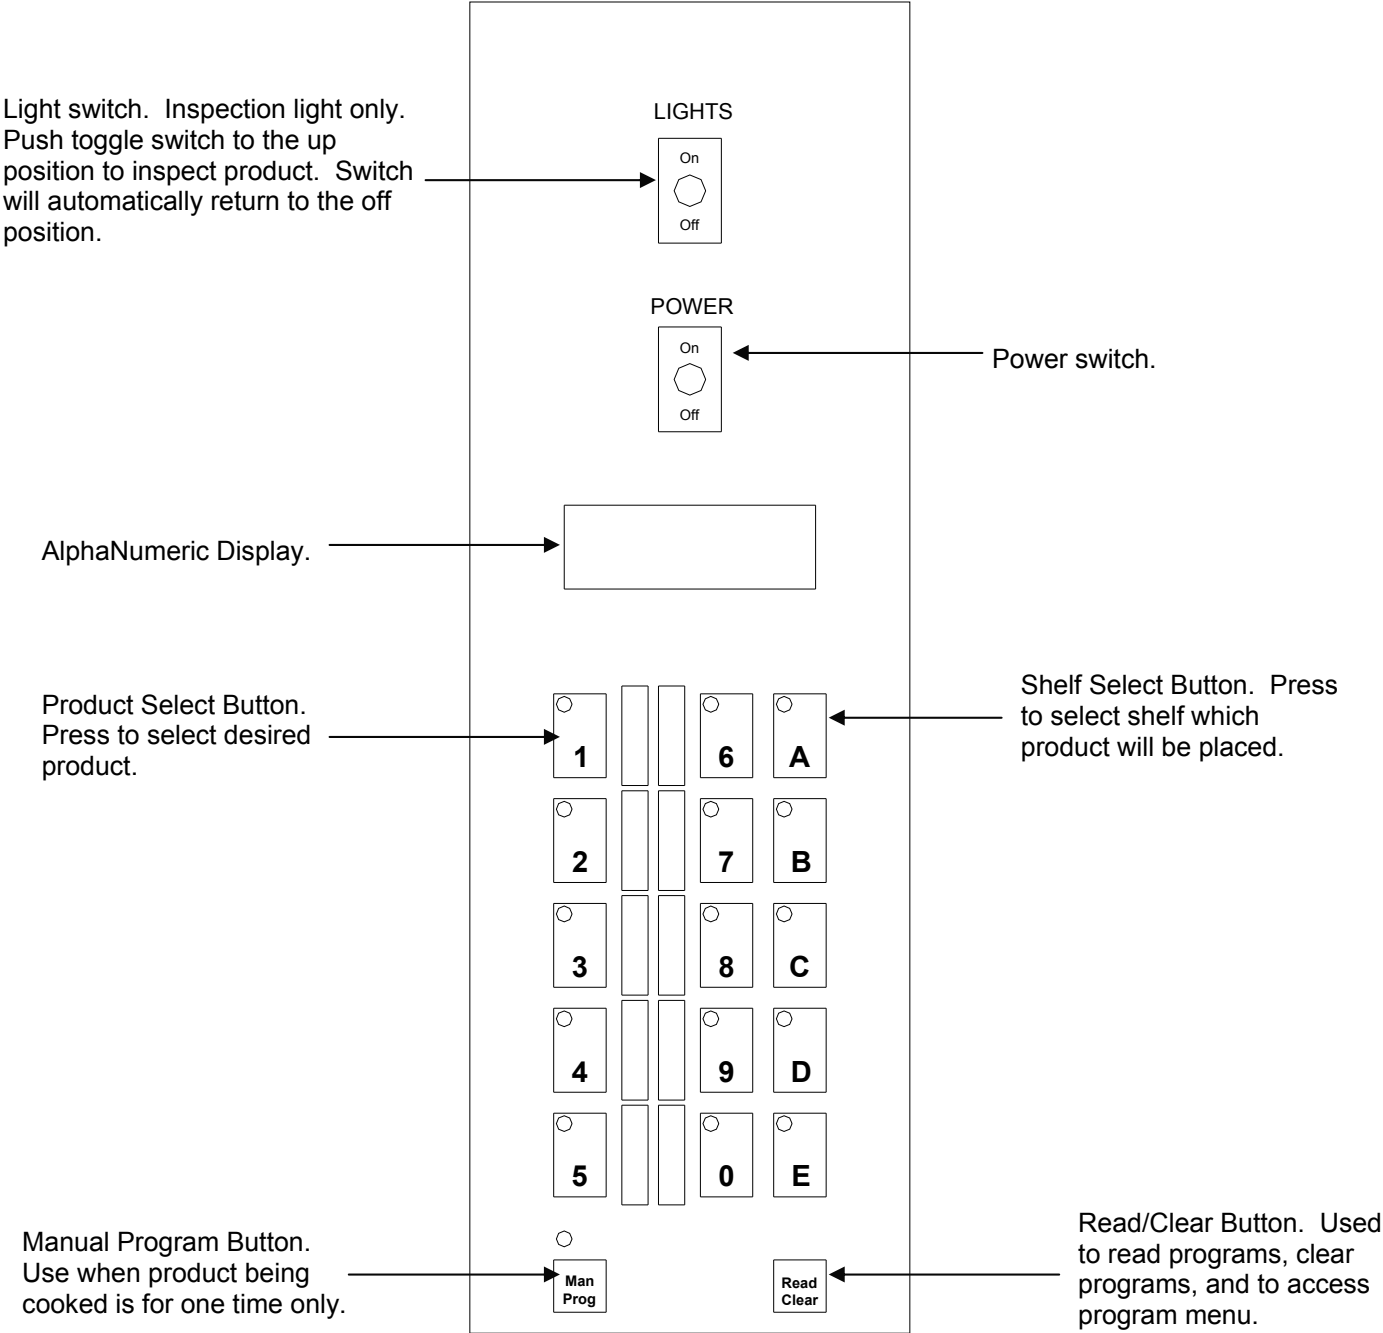 LIGHTS
Light switch.  Inspection light only.
Push toggle switch to the up
position to inspect product.  Switch
will automatically return to the off
position.
On
Off
POWER
On
Off
Power switch.
AlphaNumeric Display.
Product Select Button.
Press to select desired
product.
Shelf Select Button.  Press
to select shelf which
product will be placed.
1 6 A
2 7 B
3 8 C
4 9 D
5 0 E
Manual Program Button.
Use when product being
cooked is for one time only.
Man
Prog
Read
Clear
Read/Clear Button.  Used
to read programs, clear
programs, and to access
program menu.